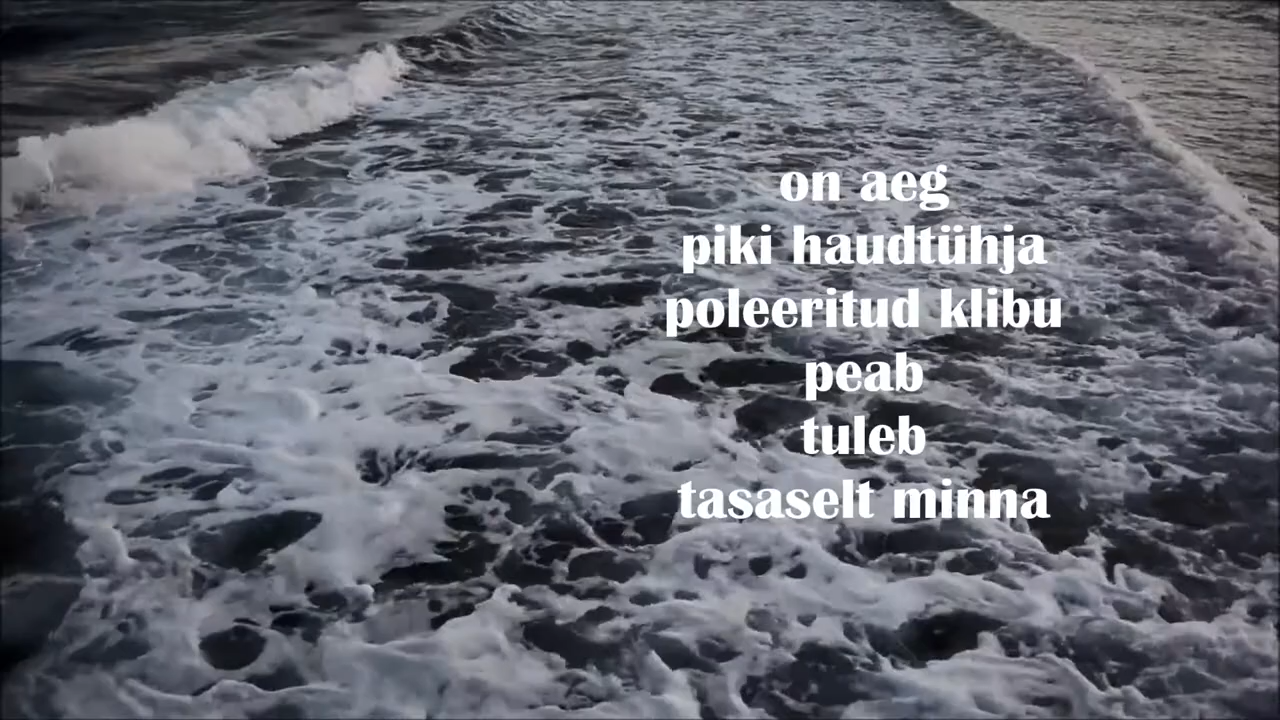 on aeg
piki haudtühja
poleeritud klibu
peab
tuleb
tasaselt minna